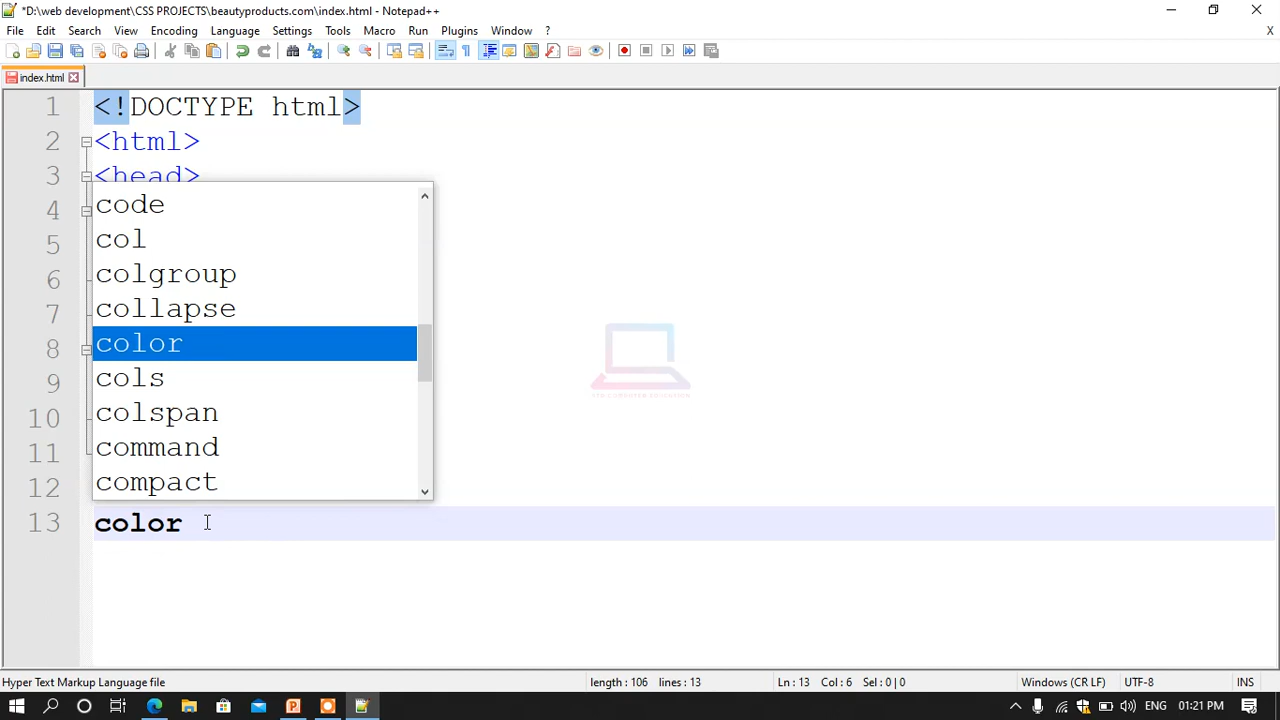 *D:\web development\CSS PROJECTS\beautyproducts.com\index.html - Notepad++
File Edit Search View Encoding Language Settings Tools Macro Run Plugins Window ? X
index.html
1 <!DOCTYPE html>
2 <html>
3 <head>
4 code
5 col
6 colgroup
7 collapse
8 color
9 cols
10 colspan
11 command
12 compact
13 color
Hyper Text Markup Language file length : 106 lines : 13 Ln : 13 Col : 6 Sel : 0 | 0 Windows (CR LF) UTF-8 INS
ENG 01:21 PM